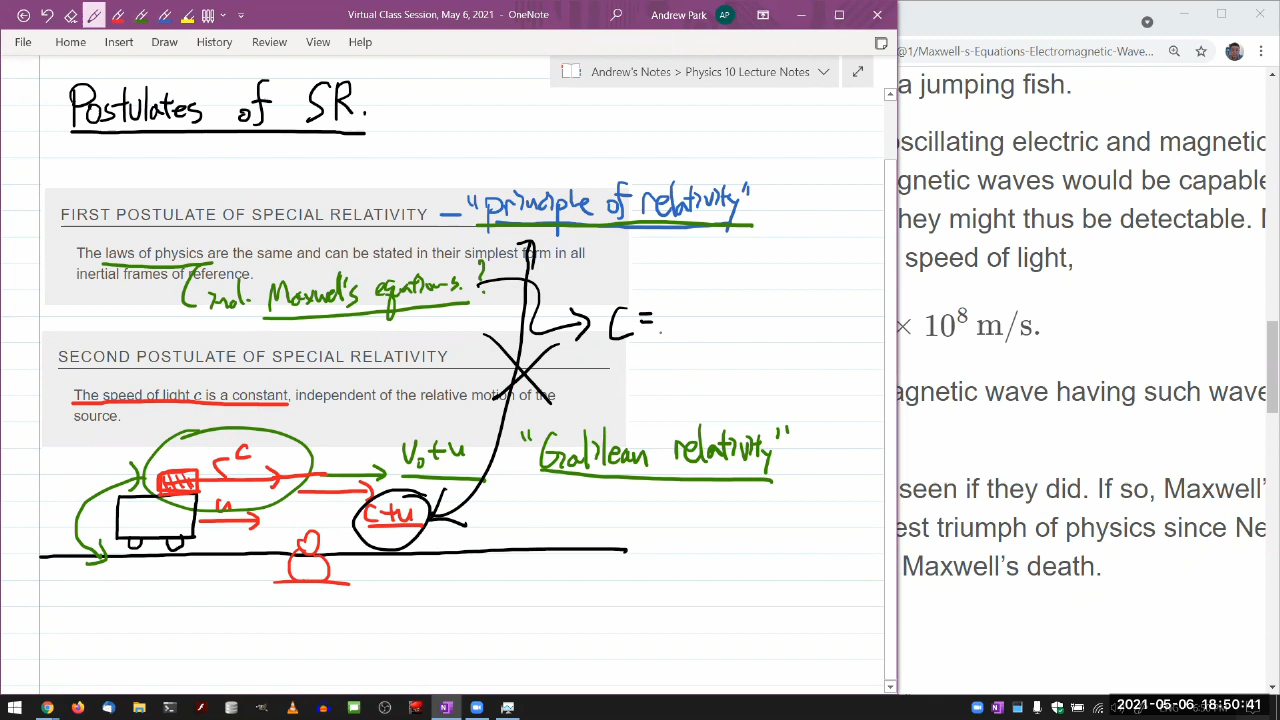 Virtual Class Session, May 6, 2021 - OneNote
Andrew Park
AP
File Home Insert Draw History Review View Help
Andrew's Notes > Physics 10 Lecture Notes
Postulates of SR.
FIRST POSTULATE OF SPECIAL RELATIVITY — "principle of relativity"
The laws of physics are the same and can be stated in their simplest form in all
inertial frames of reference.
incl. Maxwell's equations. ?
C =
SECOND POSTULATE OF SPECIAL RELATIVITY
The speed of light c is a constant, independent of the relative motion of the
source.
c
V₀+u
"Galilean relativity"
u
c+u
@1/Maxwell-s-Equations-Electromagnetic-Wave...
a jumping fish.
oscillating electric and magnetic
gnetic waves would be capable
hey might thus be detectable.
speed of light,
× 10⁸ m/s.
agnetic wave having such wave
seen if they did. If so, Maxwell'
est triumph of physics since Ne
Maxwell's death.
2021-05-06 18:50:41